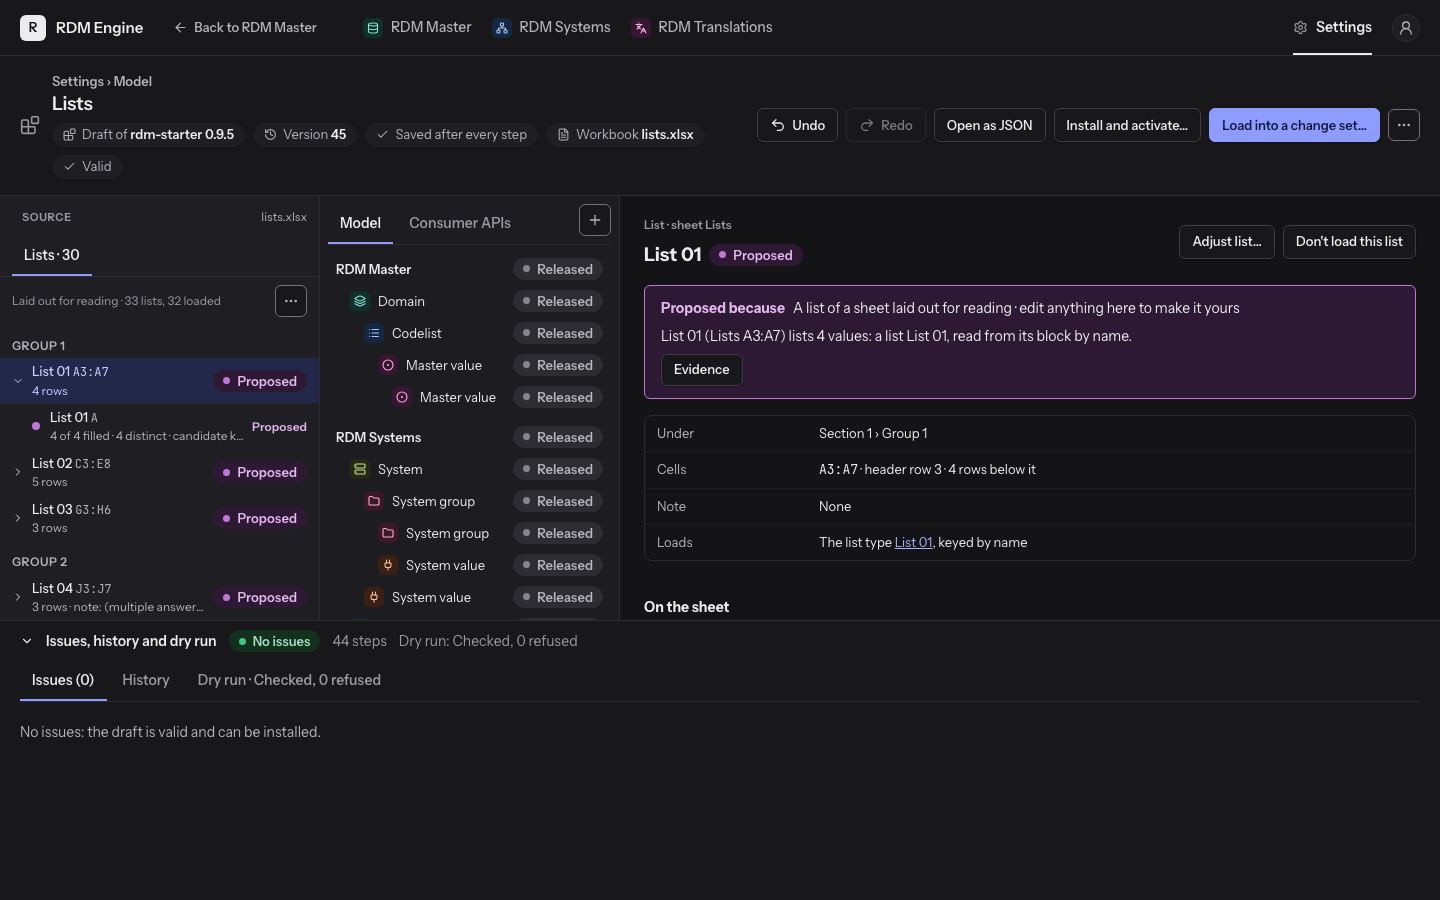 R RDM Engine Back to RDM Master RDM Master RDM Systems RDM Translations Settings
Settings › Model
Lists
Draft of rdm-starter 0.9.5 Version 45 Saved after every step Workbook lists.xlsx
Valid
Undo Redo Open as JSON Install and activate... Load into a change set... ...
SOURCE lists.xlsx
Lists · 30
Laid out for reading · 33 lists, 32 loaded ...
GROUP 1
List 01 A3:A7 Proposed
4 rows
List 01 A Proposed
4 of 4 filled · 4 distinct · candidate k...
List 02 C3:E8 Proposed
5 rows
List 03 G3:H6 Proposed
3 rows
GROUP 2
List 04 J3:J7 Proposed
3 rows · note: (multiple answer...
Model Consumer APIs +
RDM Master Released
Domain Released
Codelist Released
Master value Released
Master value Released
RDM Systems Released
System Released
System group Released
System group Released
System value Released
System value Released
List · sheet Lists
List 01 Proposed
Adjust list... Don't load this list
Proposed because A list of a sheet laid out for reading · edit anything here to make it yours
List 01 (Lists A3:A7) lists 4 values: a list List 01, read from its block by name.
Evidence
Under Section 1 › Group 1
Cells A3:A7 · header row 3 · 4 rows below it
Note None
Loads The list type List 01, keyed by name
On the sheet
Issues, history and dry run No issues 44 steps Dry run: Checked, 0 refused
Issues (0) History Dry run · Checked, 0 refused
No issues: the draft is valid and can be installed.